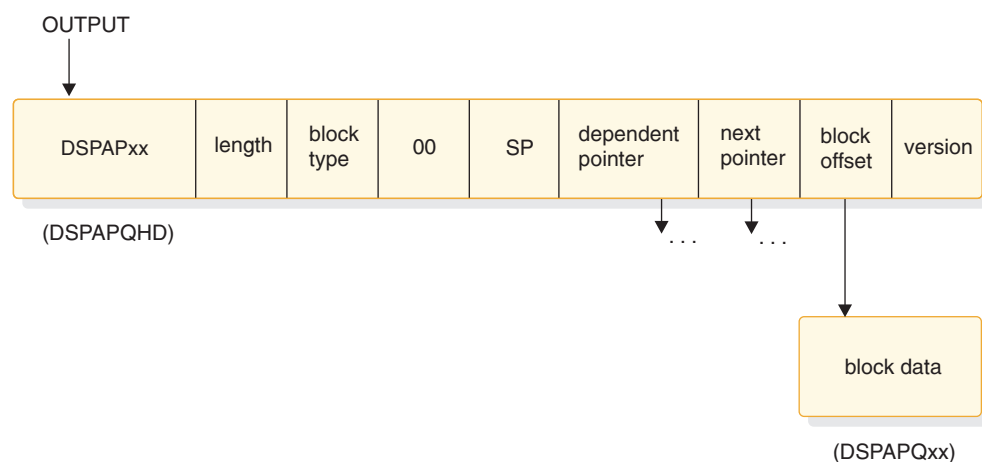 OUTPUT
DSPAPxx
length
block
type
00
SP
dependent
pointer
next
pointer
block
offset
version
(DSPAPQHD)
. . .
. . .
block data
(DSPAPQxx)